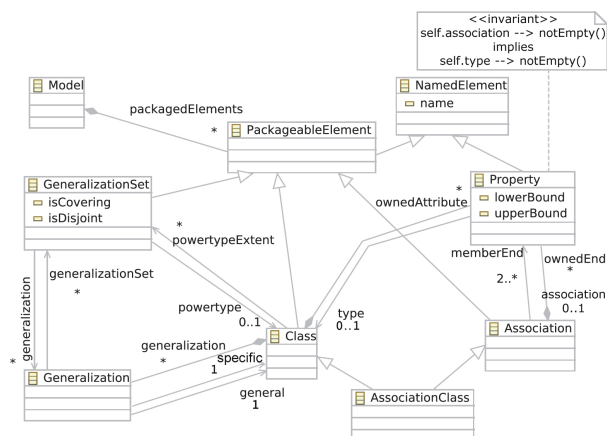 <<invariant>>
self.association --> notEmpty()
implies
self.type --> notEmpty()
Model
NamedElement
name
packagedElements
*
PackageableElement
GeneralizationSet
isCovering
isDisjoint
Property
lowerBound
upperBound
*
ownedAttribute
*
powertypeExtent
memberEnd
2..*
ownedEnd
*
generalizationSet
*
association
0..1
powertype
0..1
type
0..1
generalization
*
generalization
*
Class
Association
specific
1
general
1
Generalization
AssociationClass